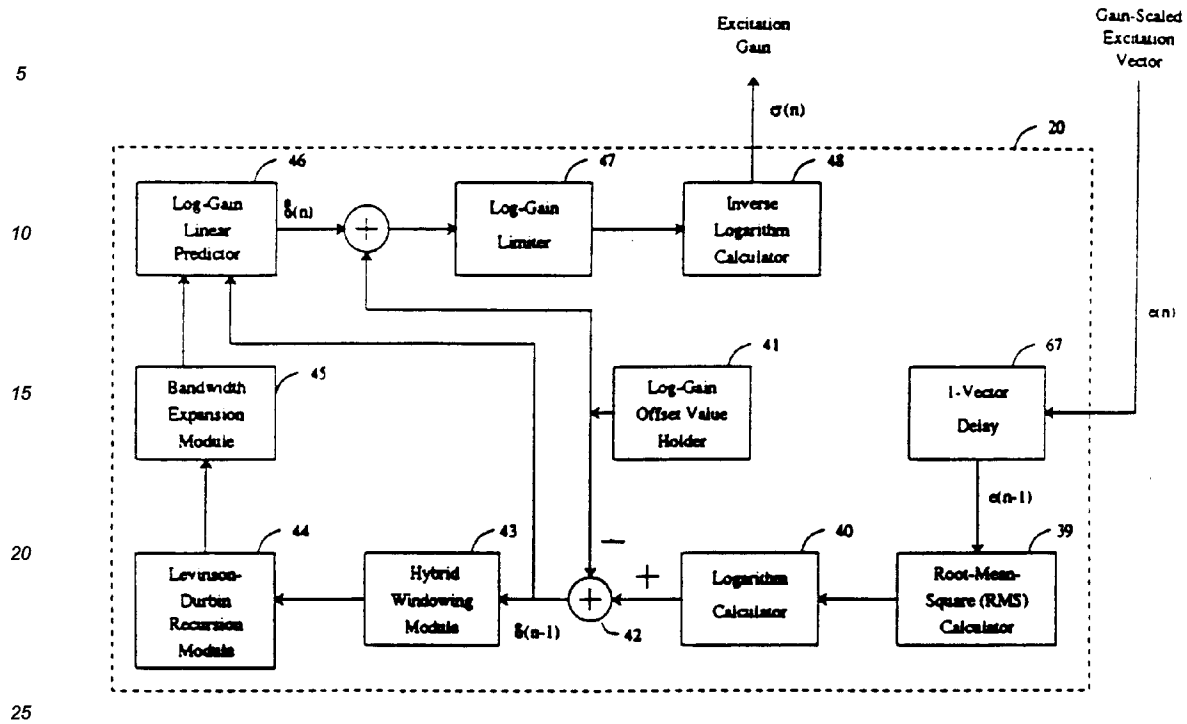 Excitation
Gain
Gain-Scaled
Excitation
Vector
5
σ(n)
20
46
47
48
Log-Gain
Linear
Predictor
δ̂(n)
+
Log-Gain
Limiter
Inverse
Logarithm
Calculator
10
e(n)
45
41
67
15
Bandwidth
Expansion
Module
Log-Gain
Offset Value
Holder
1-Vector
Delay
e(n-1)
44
43
40
39
20
Levinson-
Durbin
Recursion
Module
Hybrid
Windowing
Module
δ(n-1)
−
+
+
42
Logarithm
Calculator
Root-Mean-
Square (RMS)
Calculator
25